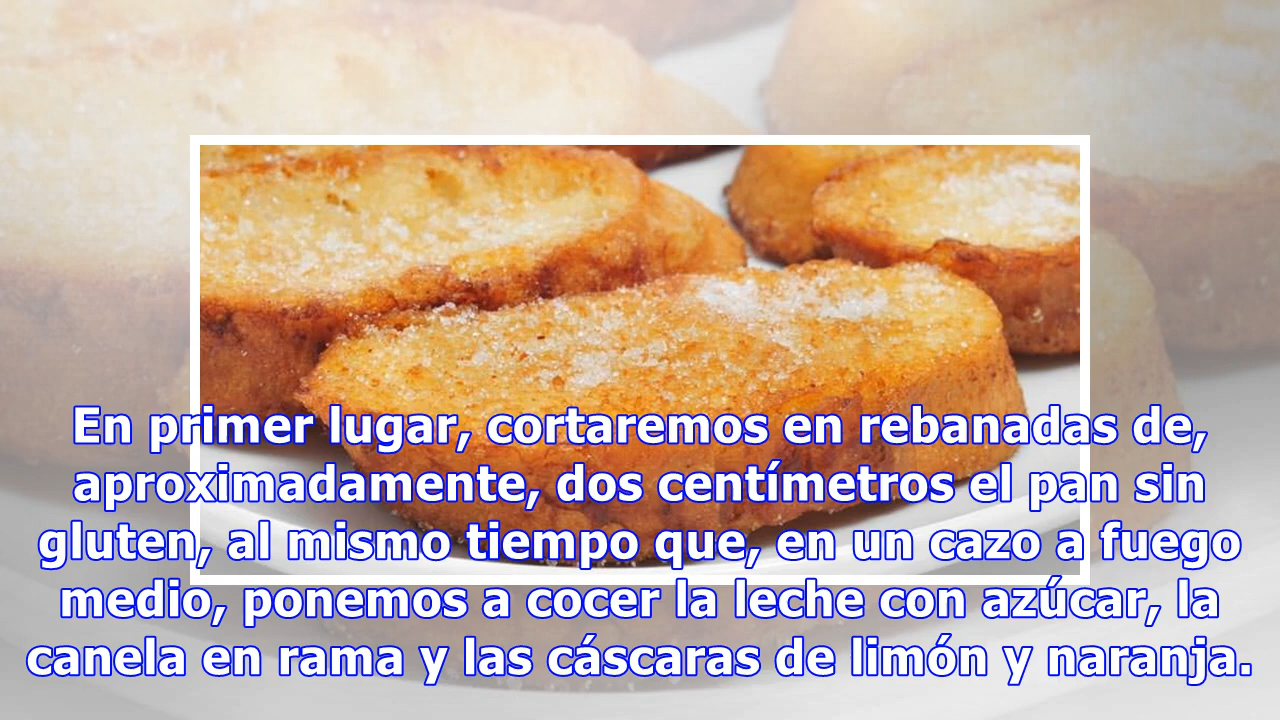 En primer lugar, cortaremos en rebanadas de,
aproximadamente, dos centímetros el pan sin
gluten, al mismo tiempo que, en un cazo a fuego
medio, ponemos a cocer la leche con azúcar, la
canela en rama y las cáscaras de limón y naranja.